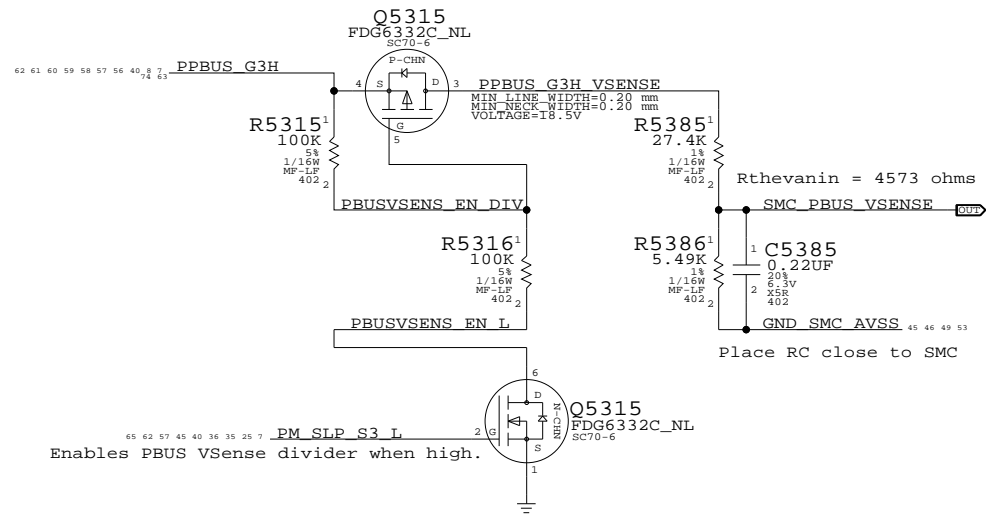 Q5315
FDG6332C_NL
SC70-6
P-CHN
62 61 60 59 58 57 56 40 8 7
74 63
PPBUS_G3H
4
S
D
3
G
5
PPBUS_G3H_VSENSE
MIN_LINE_WIDTH=0.20 mm
MIN_NECK_WIDTH=0.20 mm
VOLTAGE=18.5V
R5315
1
100K
5%
1/16W
MF-LF
402
2
R5385
1
27.4K
1%
1/16W
MF-LF
402
2
Rthevanin = 4573 ohms
PBUSVSENS_EN_DIV
SMC_PBUS_VSENSE
OUT
R5316
1
100K
5%
1/16W
MF-LF
402
2
R5386
1
5.49K
1%
1/16W
MF-LF
402
2
1
C5385
0.22UF
20%
6.3V
X5R
402
2
PBUSVSENS_EN_L
GND_SMC_AVSS
45 46 49 53
Place RC close to SMC
6
D
N-CHN
Q5315
FDG6332C_NL
SC70-6
65 62 57 45 40 36 35 25 7
PM_SLP_S3_L
2
G
S
1
Enables PBUS VSense divider when high.